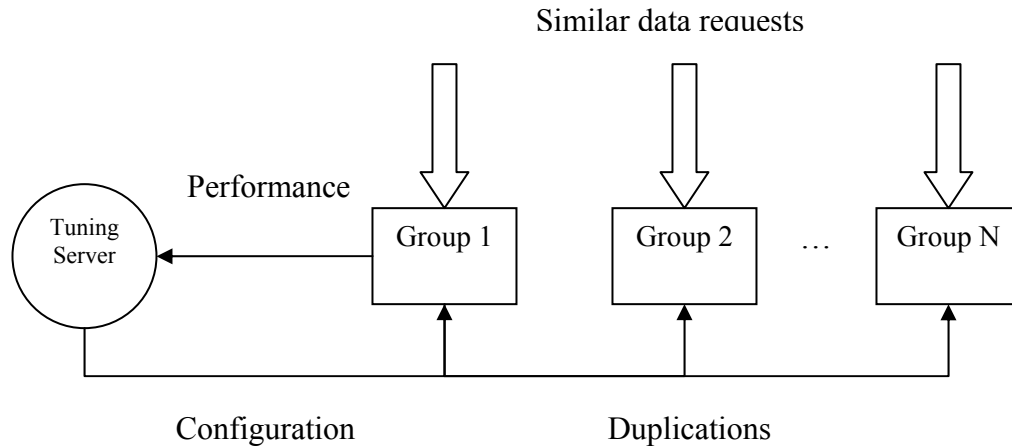 Similar data requests
Performance
Tuning
Server
Group 1
Group 2
...
Group N
Configuration
Duplications